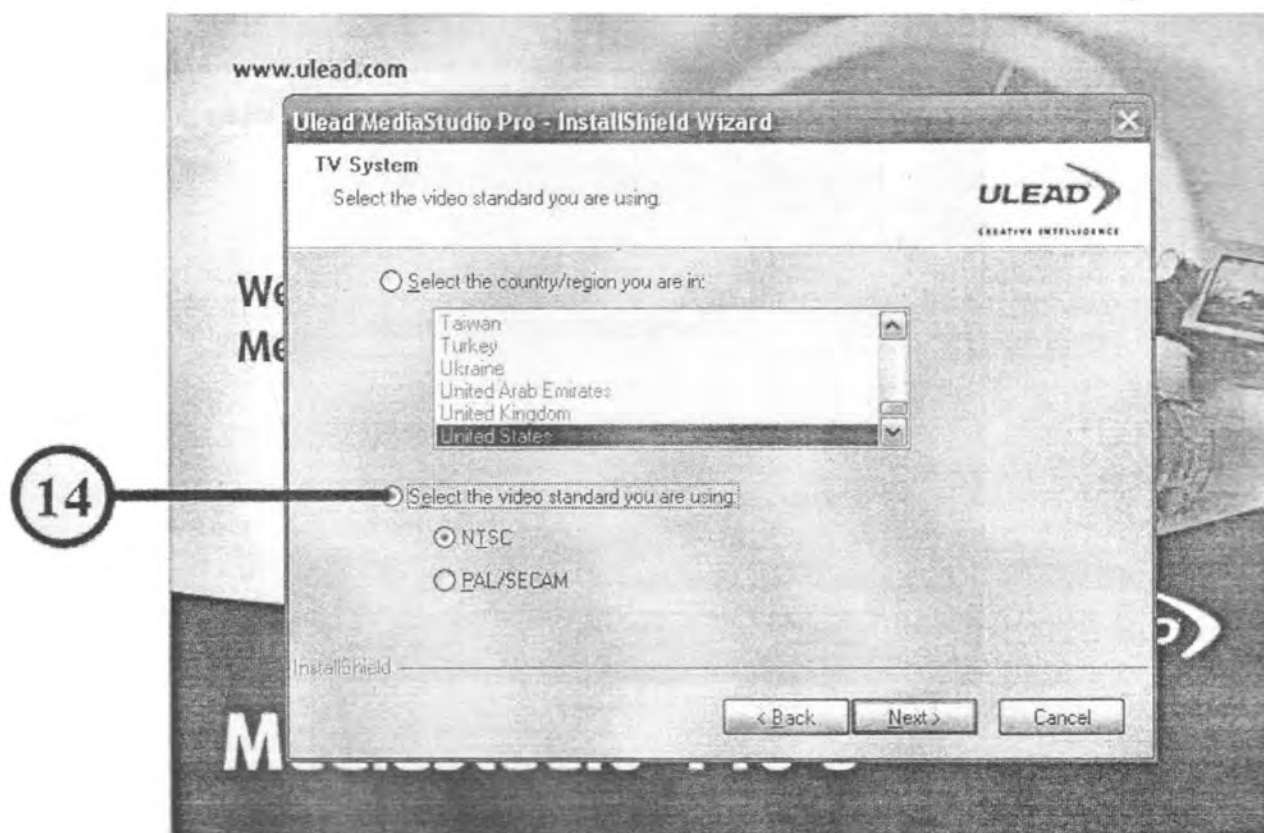 www.ulead.com
Ulead MediaStudio Pro - InstallShield Wizard
TV System
Select the video standard you are using.
ULEAD
CREATIVE INTELLIGENCE
Select the country/region you are in:
Taiwan
Turkey
Ukraine
United Arab Emirates
United Kingdom
United States
14
Select the video standard you are using:
NTSC
PAL/SECAM
InstallShield
< Back
Next >
Cancel